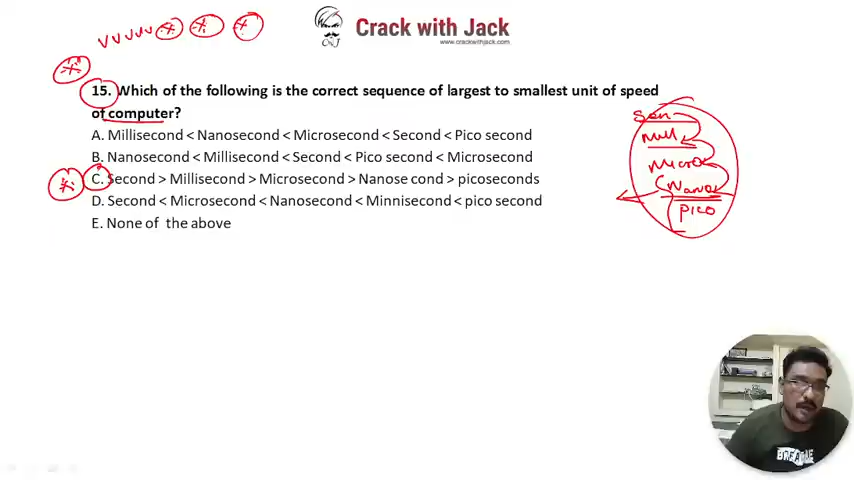 Crack with Jack
www.crackwithjack.com
CWJ
15. Which of the following is the correct sequence of largest to smallest unit of speed
of computer?
A. Millisecond < Nanosecond < Microsecond < Second < Pico second
B. Nanosecond < Millisecond < Second < Pico second < Microsecond
C. Second > Millisecond > Microsecond > Nanose cond > picoseconds
D. Second < Microsecond < Nanosecond < Minnisecond < pico second
E. None of the above
Micro
Nano
pico